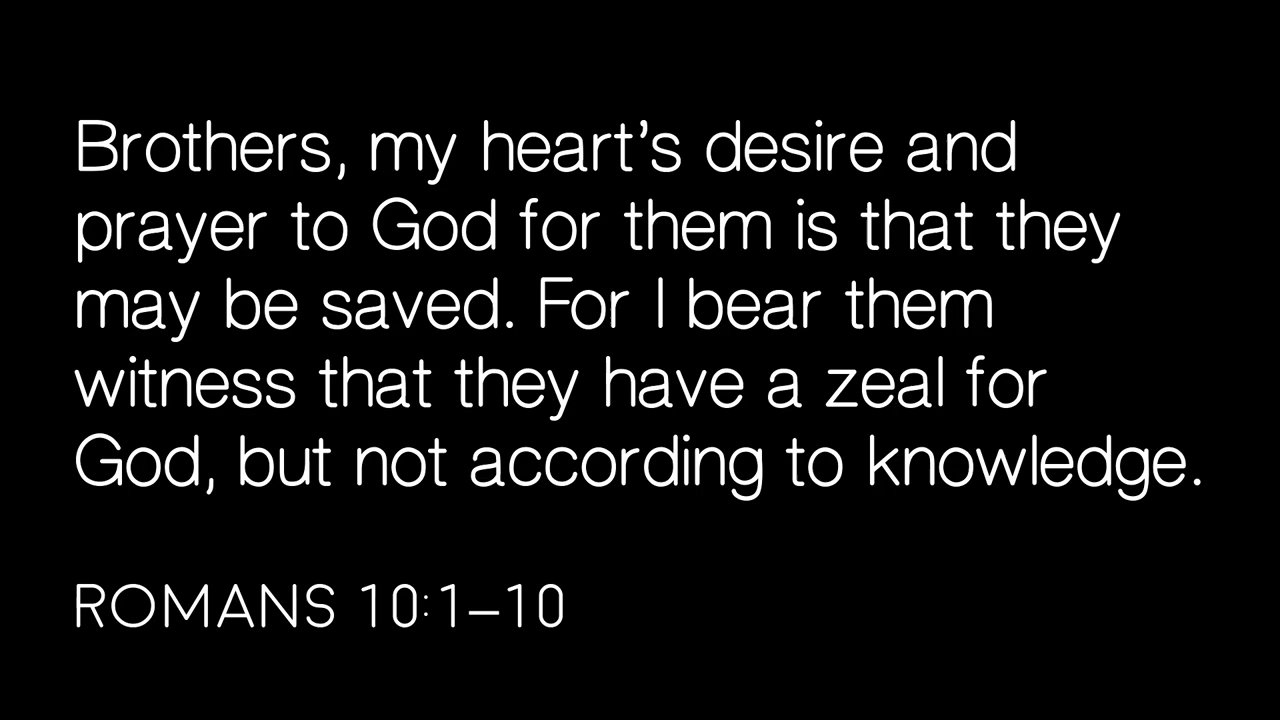 Brothers, my heart’s desire and
prayer to God for them is that they
may be saved. For I bear them
witness that they have a zeal for
God, but not according to knowledge.
ROMANS 10:1–10